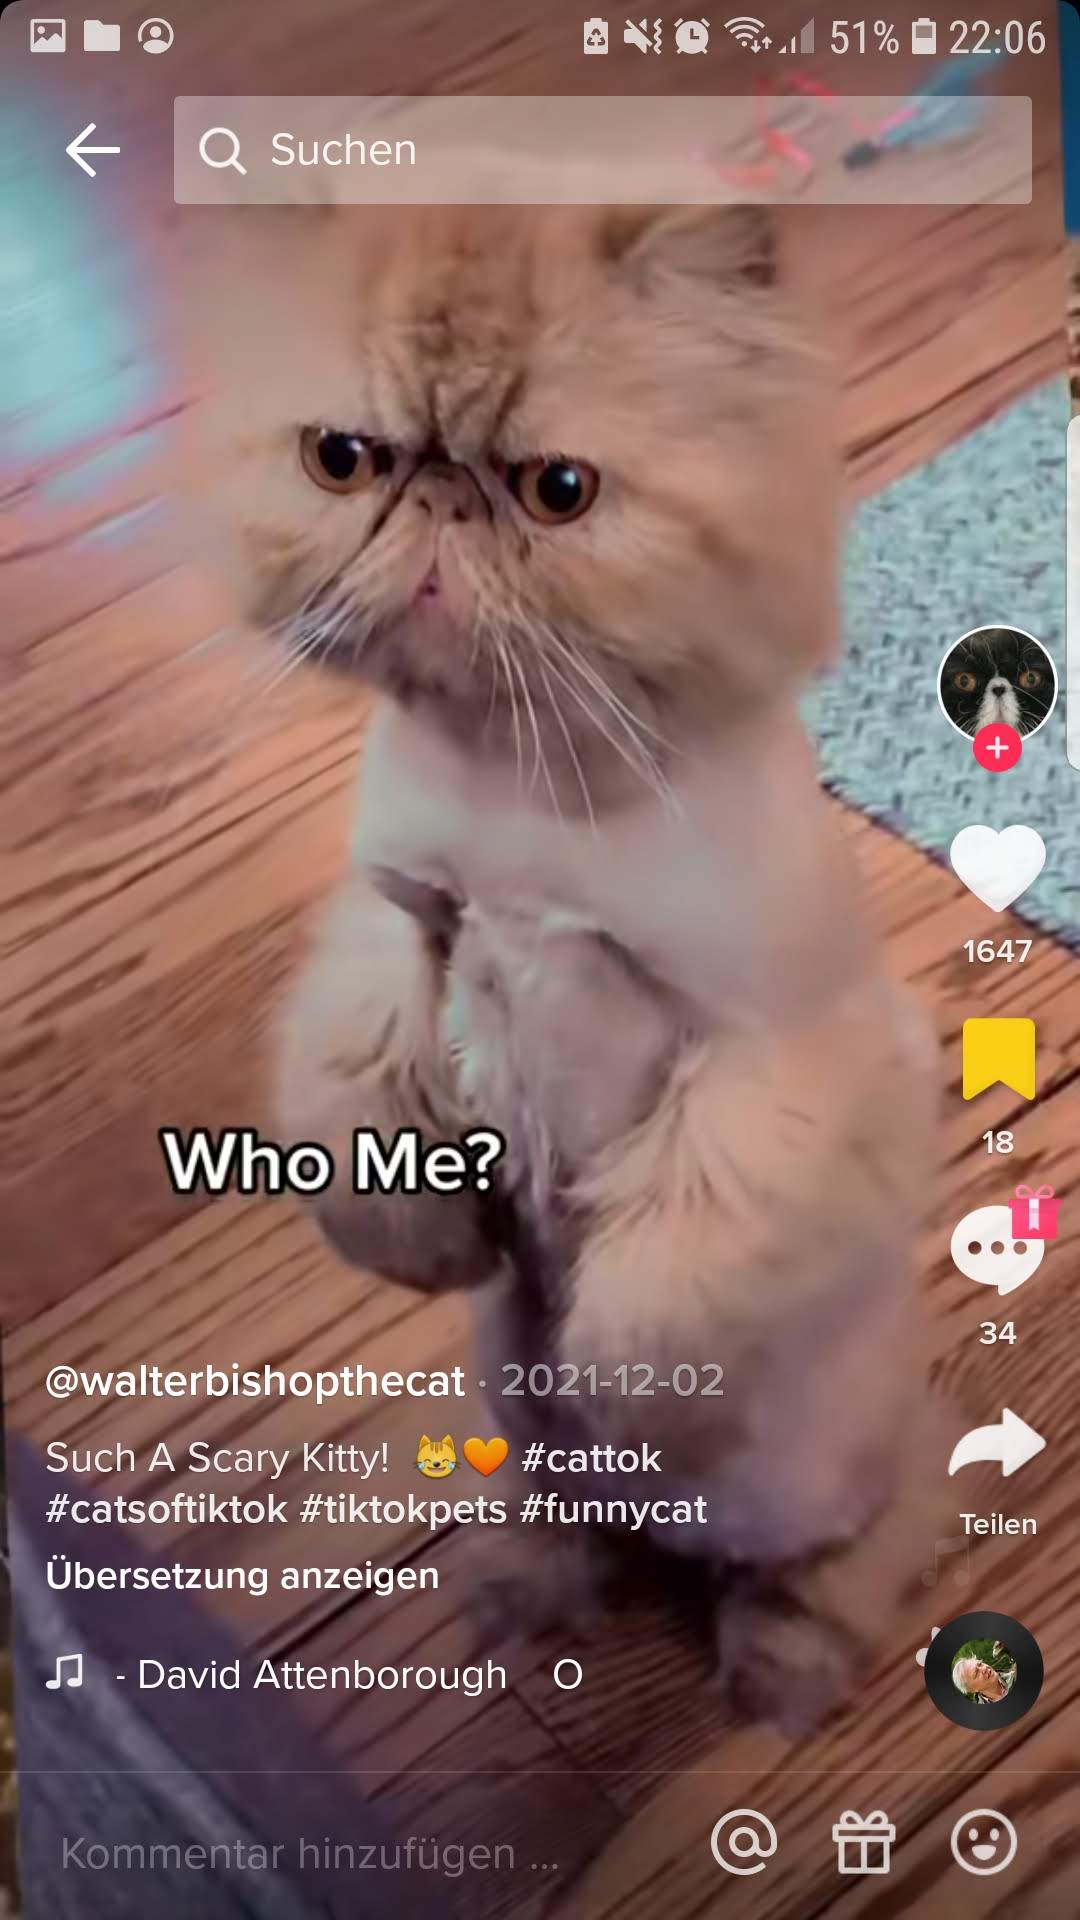 51% 22:06
Suchen
1647
18
Who Me?
34
@walterbishopthecat · 2021-12-02
Such A Scary Kitty! 😹🧡 #cattok
#catsoftiktok #tiktokpets #funnycat
Teilen
Übersetzung anzeigen
- David Attenborough O
Kommentar hinzufügen ...